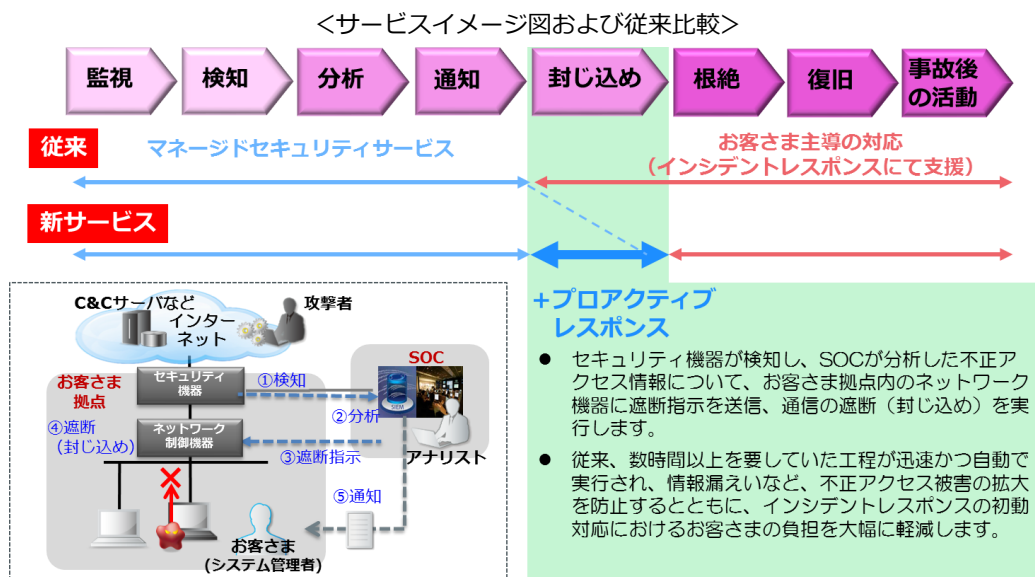 ＜サービスイメージ図および従来比較＞
監視
検知
分析
通知
封じ込め
根絶
復旧
事故後
の活動
従来
マネージドセキュリティサービス
お客さま主導の対応
（インシデントレスポンスにて支援）
新サービス
+プロアクティブ
レスポンス
● セキュリティ機器が検知し、SOCが分析した不正ア
クセス情報について、お客さま拠点内のネットワーク
機器に遮断指示を送信、通信の遮断（封じ込め）を実
行します。
● 従来、数時間以上を要していた工程が迅速かつ自動で
実行され、情報漏えいなど、不正アクセス被害の拡大
を防止するとともに、インシデントレスポンスの初動
対応におけるお客さまの負担を大幅に軽減します。
C&Cサーバなど
インター
ネット
攻撃者
SOC
お客さま
拠点
セキュリティ
機器
①検知
SIEM
②分析
④遮断
(封じ込め)
ネットワーク
制御機器
③遮断指示
アナリスト
⑤通知
お客さま
(システム管理者)